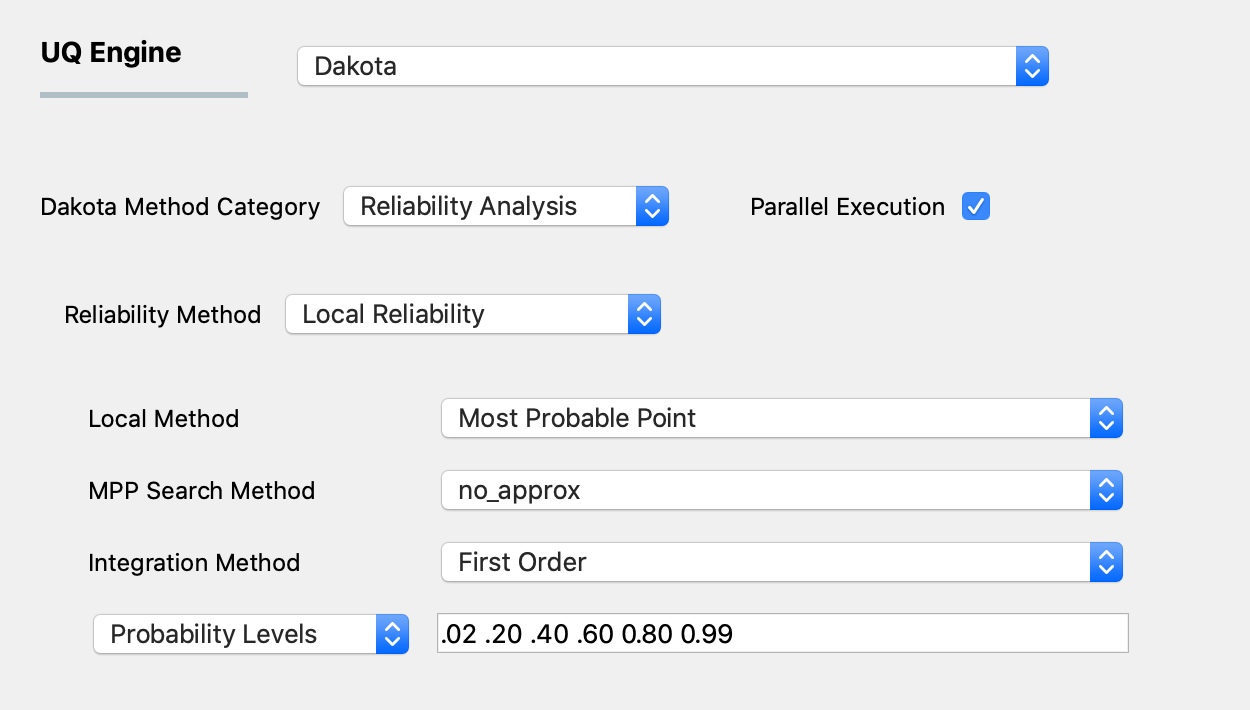 UQ Engine Dakota
Dakota Method Category Reliability Analysis Parallel Execution
Reliability Method Local Reliability
Local Method Most Probable Point
MPP Search Method no_approx
Integration Method First Order
Probability Levels .02 .20 .40 .60 0.80 0.99